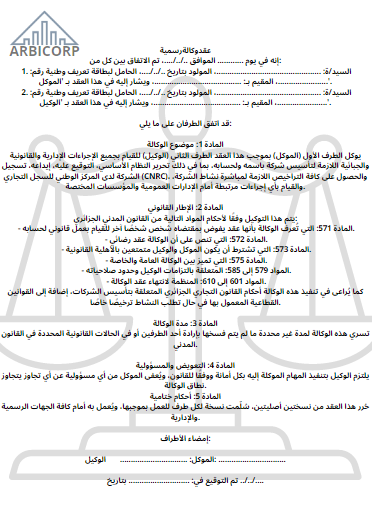 ARBICORP
عقدوكالةرسمية
إنه في يوم ............ الموافق ../../....، تم الاتفاق بين كل من:
1. السيد/ة: ............................................. المولود بتاريخ ../../....، الحامل لبطاقة تعريف وطنية رقم:
........................، المقيم بـ: ....................................، ويشار إليه في هذا العقد بـ "الموكل".
2. السيد/ة: ............................................. المولود بتاريخ ../../....، الحامل لبطاقة تعريف وطنية رقم:
........................، المقيم بـ: ....................................، ويشار إليه في هذا العقد بـ "الوكيل".
قد اتفق الطرفان على ما يلي:
المادة 1: موضوع الوكالة
يوكل الطرف الأول (الموكل) بموجب هذا العقد الطرف الثاني (الوكيل) للقيام بجميع الإجراءات الإدارية والقانونية
والجبائية اللازمة لتأسيس شركة باسمه ولحسابه، بما في ذلك تحرير النظام الأساسي، التوقيع عليه، إيداعه، تسجيل
الشركة لدى المركز الوطني للسجل التجاري (CNRC)، والحصول على كافة التراخيص اللازمة لمباشرة نشاط الشركة،
والقيام بأي إجراءات مرتبطة أمام الإدارات العمومية والمؤسسات المختصة.
المادة 2: الإطار القانوني
يتم هذا التوكيل وفقًا لأحكام المواد التالية من القانون المدني الجزائري:
- المادة 571: التي تعرف الوكالة بأنها عقد يفوض بمقتضاه شخص شخصًا آخر للقيام بعمل قانوني لحسابه.
- المادة 572: التي تنص على أن الوكالة عقد رضائي.
- المادة 573: التي تشترط أن يكون الموكل والوكيل متمتعين بالأهلية القانونية.
- المادة 575: التي تميز بين الوكالة العامة والخاصة.
- المواد 579 إلى 585: المتعلقة بالتزامات الوكيل وحدود صلاحياته.
- المواد 601 إلى 610: المنظمة لانتهاء عقد الوكالة.
كما يُراعى في تنفيذ هذه الوكالة أحكام القانون التجاري الجزائري المتعلقة بتأسيس الشركات، إضافة إلى القوانين
القطاعية المعمول بها في حال تطلب النشاط ترخيصًا خاصًا.
المادة 3: مدة الوكالة
تسري هذه الوكالة لمدة غير محددة ما لم يتم فسخها بإرادة أحد الطرفين أو في الحالات القانونية المحددة في القانون
المدني.
المادة 4: التعويض والمسؤولية
يلتزم الوكيل بتنفيذ المهام الموكلة إليه بكل أمانة ووفقًا للقانون، ويُعفى الموكل من أي مسؤولية عن أي تجاوز يتجاوز
نطاق الوكالة.
المادة 5: أحكام ختامية
حُرر هذا العقد من نسختين أصليتين، سُلّمت نسخة لكل طرف للعمل بموجبها، ويُعمل به أمام كافة الجهات الرسمية
والإدارية.
إمضاء الأطراف:
الموكل: ............................ الوكيل ............................
تم التوقيع في: ............................ بتاريخ ../../....